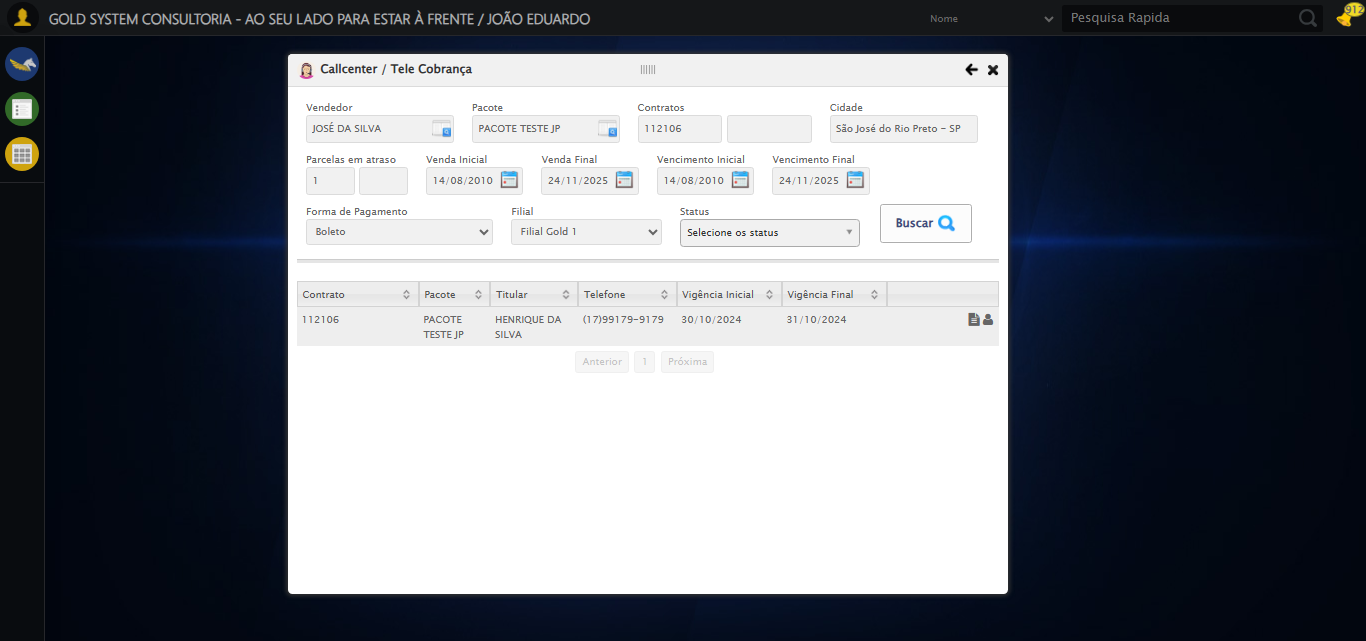 GOLD SYSTEM CONSULTORIA - AO SEU LADO PARA ESTAR À FRENTE / JOÃO EDUARDO
Nome
Pesquisa Rapida
912
Callcenter / Tele Cobrança
Vendedor Pacote Contratos Cidade
JOSÉ DA SILVA PACOTE TESTE JP 112106 São José do Rio Preto - SP
Parcelas em atraso Venda Inicial Venda Final Vencimento Inicial Vencimento Final
1 14/08/2010 24/11/2025 14/08/2010 24/11/2025
Forma de Pagamento Filial Status
Boleto Filial Gold 1 Selecione os status Buscar
Contrato Pacote Titular Telefone Vigência Inicial Vigência Final
112106 PACOTE HENRIQUE DA (17)99179-9179 30/10/2024 31/10/2024
TESTE JP SILVA
Anterior 1 Próxima